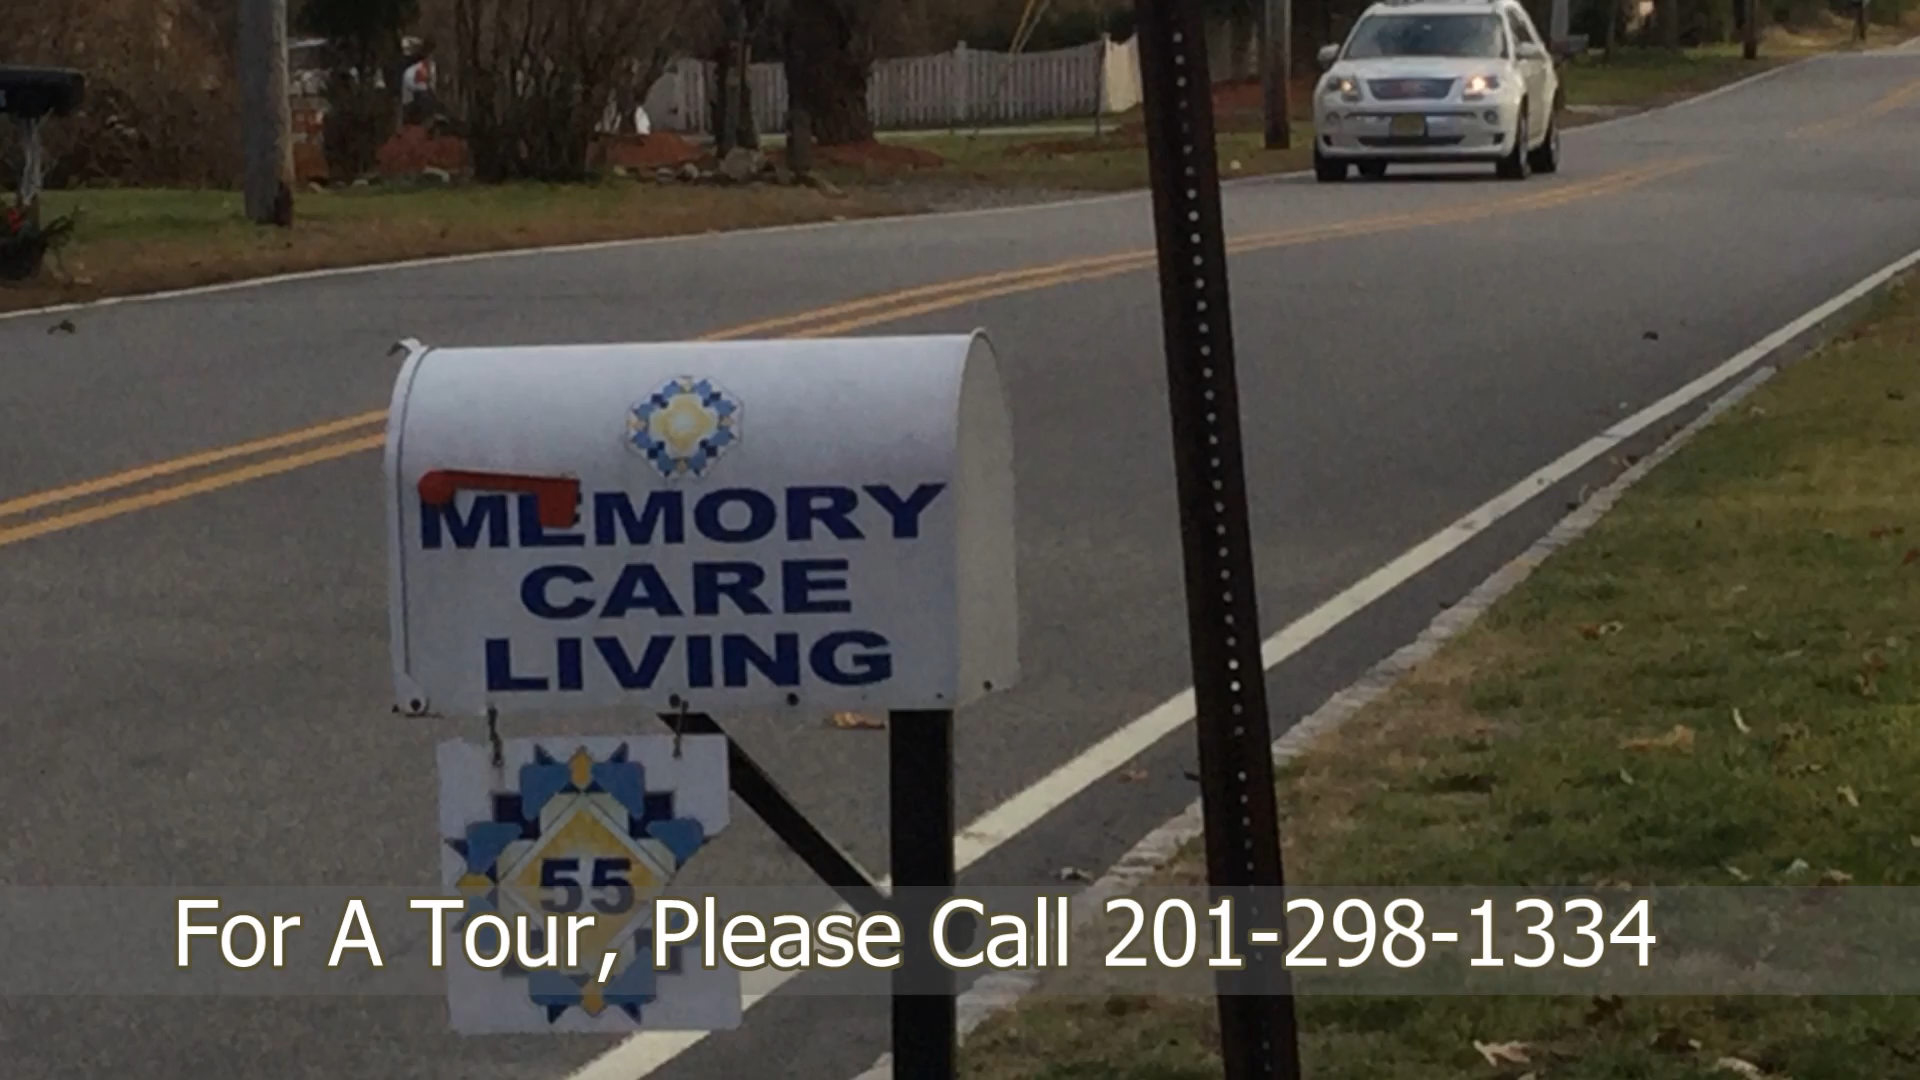 MEMORY
CARE
LIVING
55
For A Tour, Please Call 201-298-1334